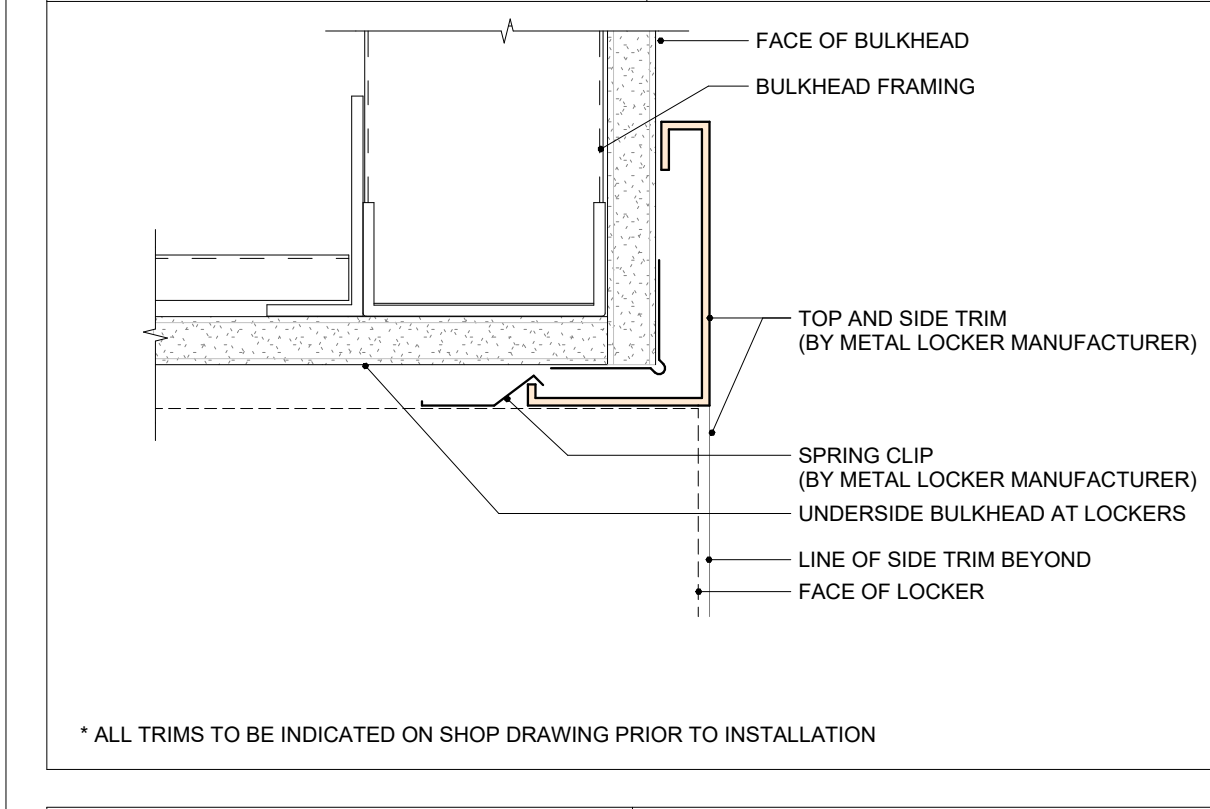 FACE OF BULKHEAD
BULKHEAD FRAMING
TOP AND SIDE TRIM
(BY METAL LOCKER MANUFACTURER)
SPRING CLIP
(BY METAL LOCKER MANUFACTURER)
UNDERSIDE BULKHEAD AT LOCKERS
LINE OF SIDE TRIM BEYOND
FACE OF LOCKER
* ALL TRIMS TO BE INDICATED ON SHOP DRAWING PRIOR TO INSTALLATION